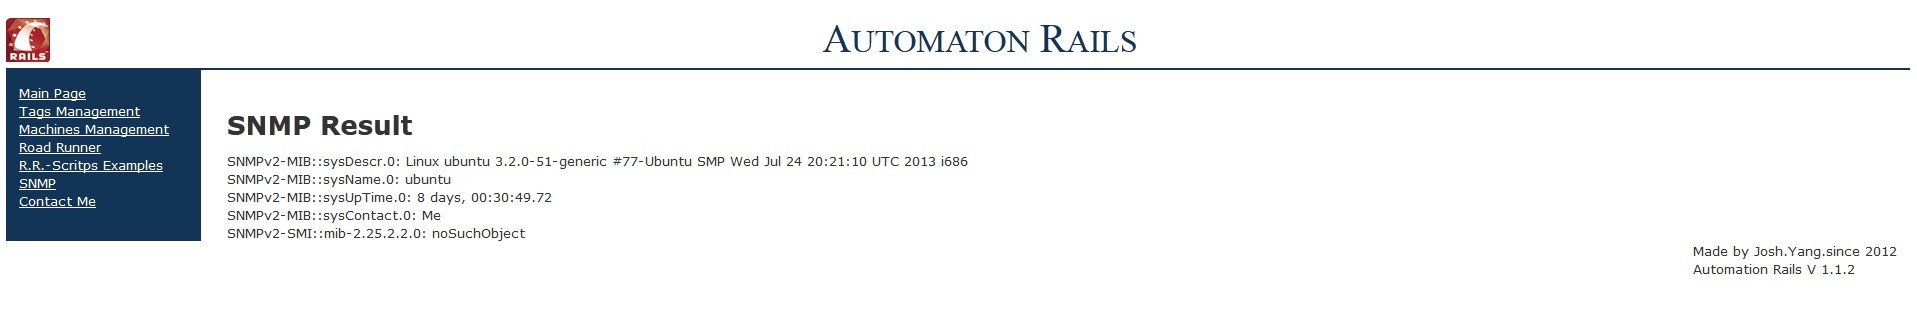 RAILS
AUTOMATON RAILS
Main Page
Tags Management
Machines Management
Road Runner
R.R.-Scritps Examples
SNMP
Contact Me
SNMP Result
SNMPv2-MIB::sysDescr.0: Linux ubuntu 3.2.0-51-generic #77-Ubuntu SMP Wed Jul 24 20:21:10 UTC 2013 i686
SNMPv2-MIB::sysName.0: ubuntu
SNMPv2-MIB::sysUpTime.0: 8 days, 00:30:49.72
SNMPv2-MIB::sysContact.0: Me
SNMPv2-SMI::mib-2.25.2.2.0: noSuchObject
Made by Josh.Yang.since 2012
Automation Rails V 1.1.2